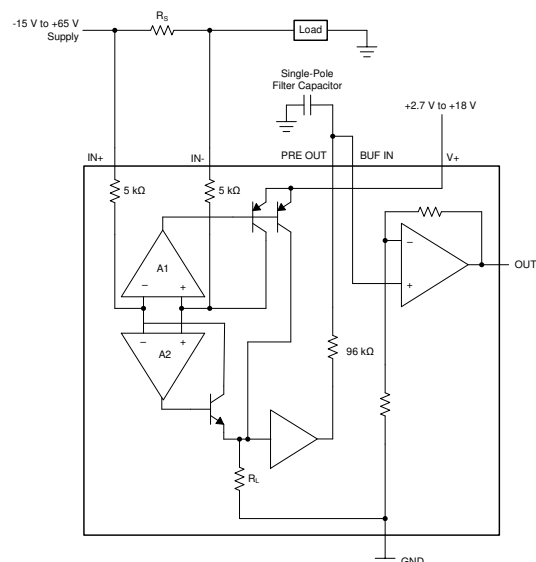 -15 V to +65 V
Supply
RS
Load
Single-Pole
Filter Capacitor
+2.7 V to +18 V
IN+
IN-
PRE OUT
BUF IN
V+
5 kΩ
5 kΩ
A1
− +
− +
A2
−
+
OUT
96 kΩ
RL
GND